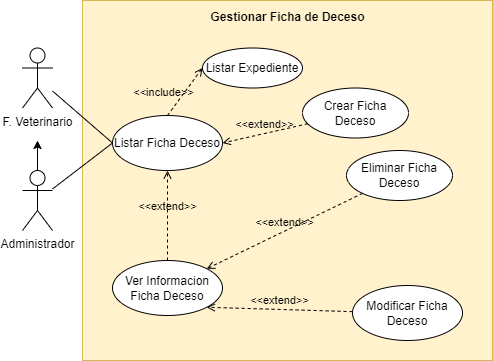 Gestionar Ficha de Deceso
Listar Expediente
<<include>>
Crear Ficha
Deceso
F. Veterinario
<<extend>>
Listar Ficha Deceso
Eliminar Ficha
Deceso
<<extend>>
<<extend>>
Administrador
Ver Informacion
Ficha Deceso
<<extend>>
Modificar Ficha
Deceso